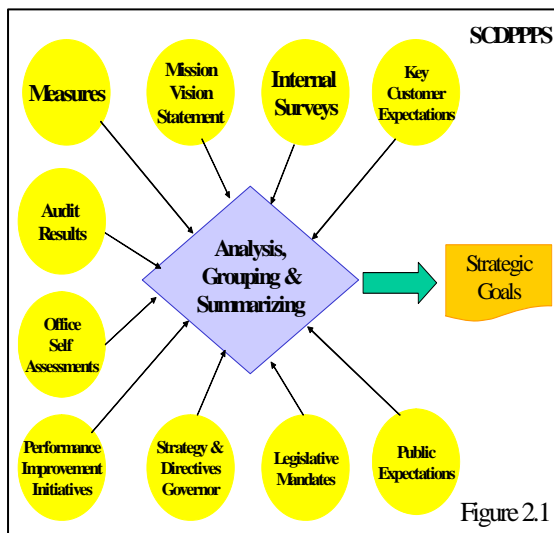 SCDPPPS
Measures
Mission
Vision
Statement
Internal
Surveys
Key
Customer
Expectations
Audit
Results
Analysis,
Grouping &
Summarizing
Strategic
Goals
Office
Self
Assessments
Performance
Improvement
Initiatives
Strategy &
Directives
Governor
Legislative
Mandates
Public
Expectations
Figure 2.1